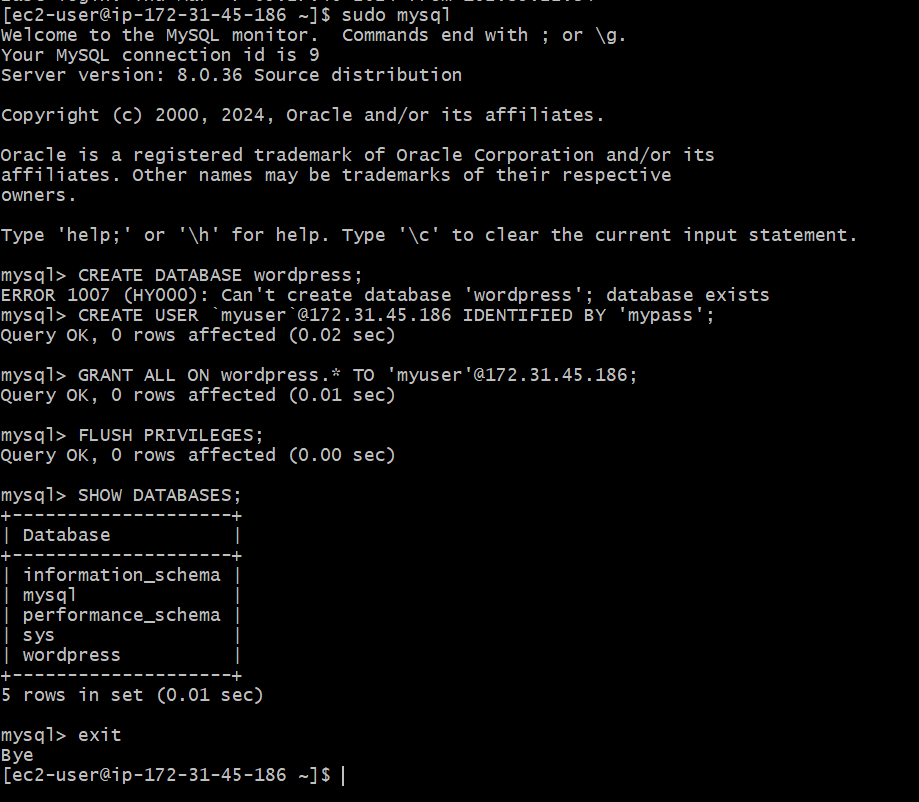 [ec2-user@ip-172-31-45-186 ~]$ sudo mysql
Welcome to the MySQL monitor.  Commands end with ; or \g.
Your MySQL connection id is 9
Server version: 8.0.36 Source distribution

Copyright (c) 2000, 2024, Oracle and/or its affiliates.

Oracle is a registered trademark of Oracle Corporation and/or its
affiliates. Other names may be trademarks of their respective
owners.

Type 'help;' or '\h' for help. Type '\c' to clear the current input statement.

mysql> CREATE DATABASE wordpress;
ERROR 1007 (HY000): Can't create database 'wordpress'; database exists
mysql> CREATE USER `myuser`@172.31.45.186 IDENTIFIED BY 'mypass';
Query OK, 0 rows affected (0.02 sec)

mysql> GRANT ALL ON wordpress.* TO 'myuser'@172.31.45.186;
Query OK, 0 rows affected (0.01 sec)

mysql> FLUSH PRIVILEGES;
Query OK, 0 rows affected (0.00 sec)

mysql> SHOW DATABASES;
+--------------------+
| Database           |
+--------------------+
| information_schema |
| mysql              |
| performance_schema |
| sys                |
| wordpress          |
+--------------------+
5 rows in set (0.01 sec)

mysql> exit
Bye
[ec2-user@ip-172-31-45-186 ~]$